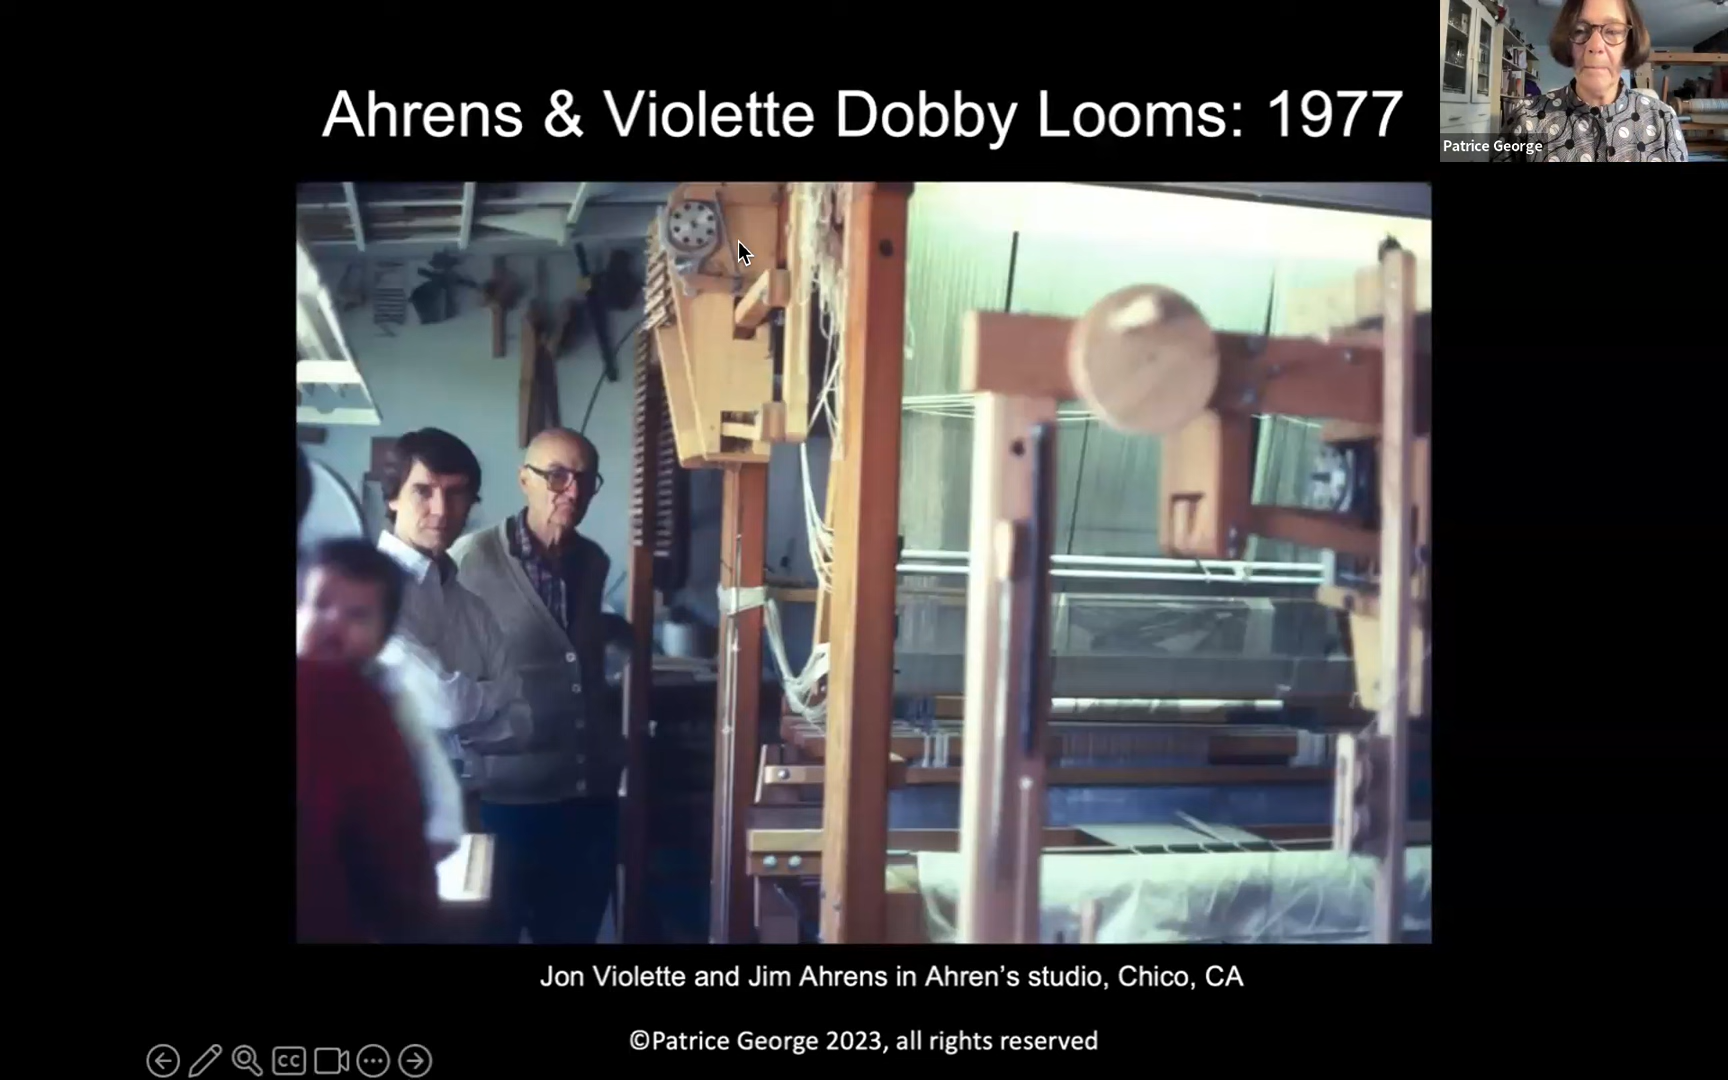 Ahrens & Violette Dobby Looms: 1977
Patrice George
Jon Violette and Jim Ahrens in Ahren’s studio, Chico, CA
©Patrice George 2023, all rights reserved
CC